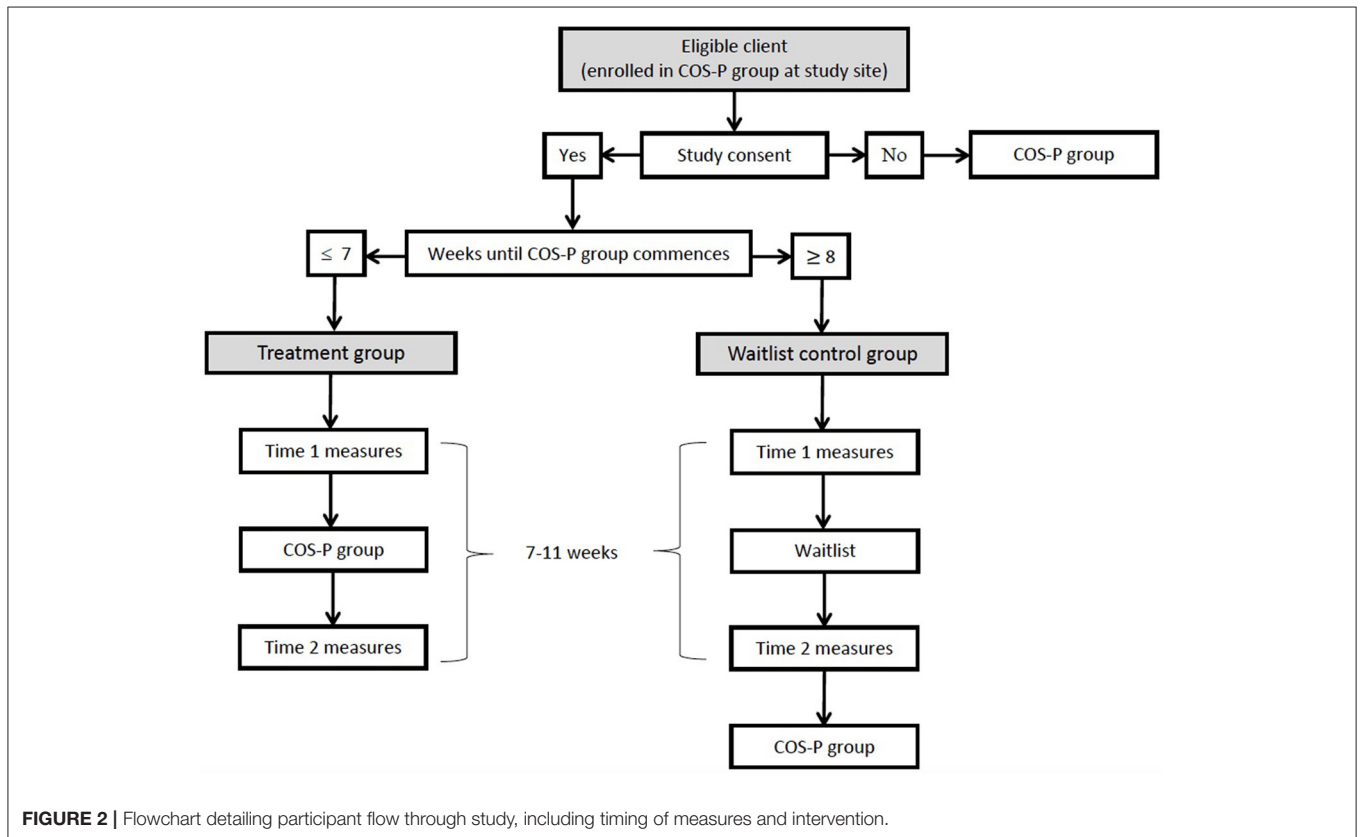 Eligible client
(enrolled in COS-P group at study site)
Yes
Study consent
No
COS-P group
≤ 7
Weeks until COS-P group commences
≥ 8
Treatment group
Waitlist control group
Time 1 measures
Time 1 measures
COS-P group
7-11 weeks
Waitlist
Time 2 measures
Time 2 measures
COS-P group
FIGURE 2 | Flowchart detailing participant flow through study, including timing of measures and intervention.